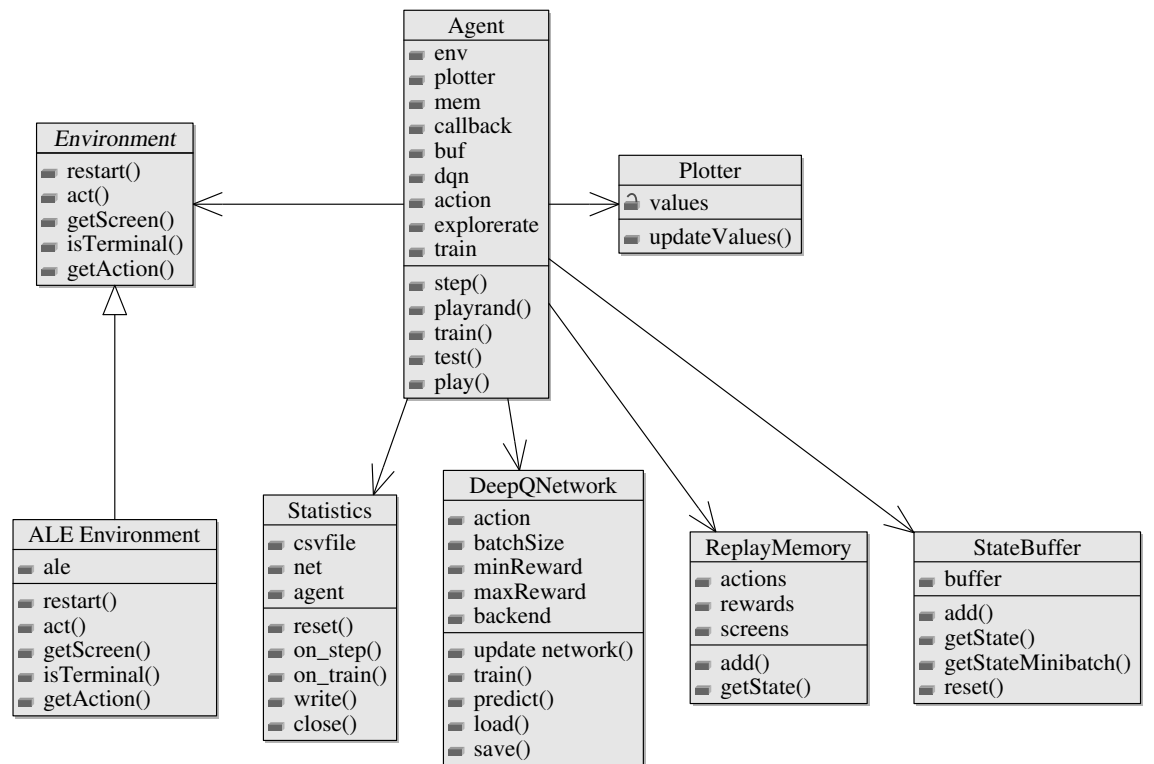 Agent
env
plotter
mem
callback
buf
dqn
action
explorerate
train
step()
playrand()
train()
test()
play()
Environment
restart()
act()
getScreen()
isTerminal()
getAction()
Plotter
values
updateValues()
ALE Environment
ale
restart()
act()
getScreen()
isTerminal()
getAction()
Statistics
csvfile
net
agent
reset()
on_step()
on_train()
write()
close()
DeepQNetwork
action
batchSize
minReward
maxReward
backend
update network()
train()
predict()
load()
save()
ReplayMemory
actions
rewards
screens
add()
getState()
StateBuffer
buffer
add()
getState()
getStateMinibatch()
reset()